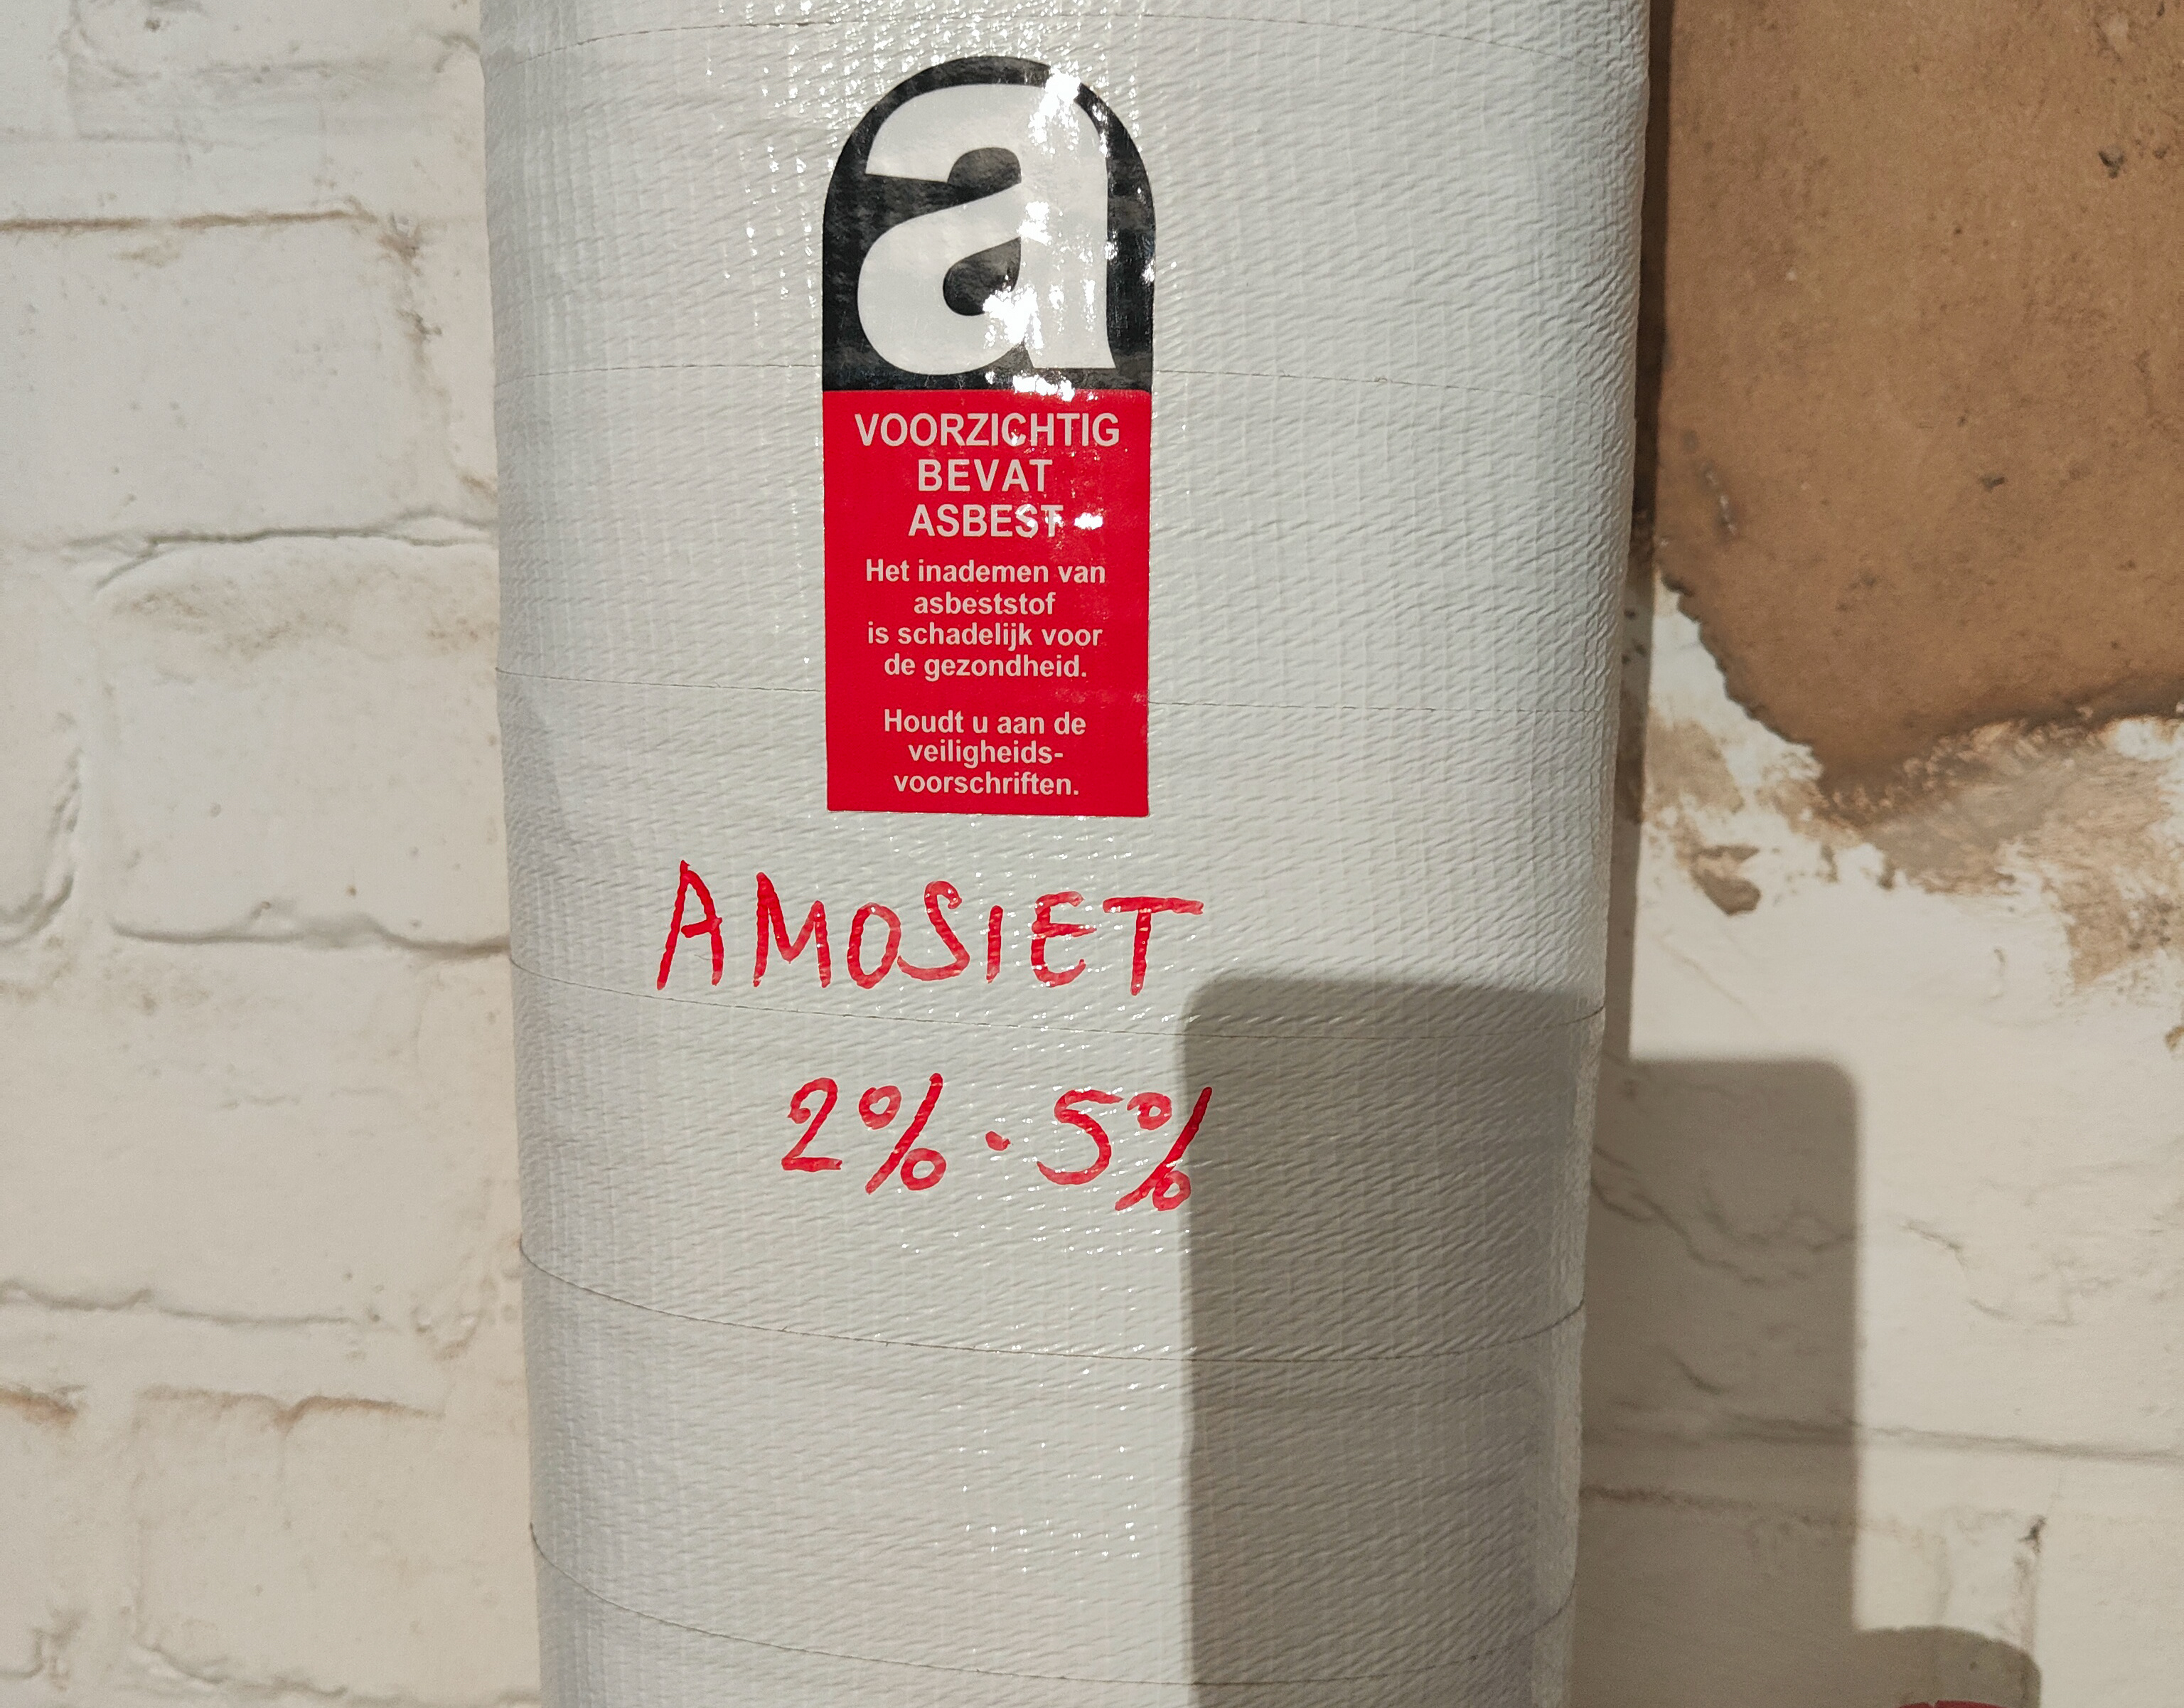 a
VOORZICHTIG
BEVAT
ASBEST
Het inademen van
asbeststof
is schadelijk voor
de gezondheid.
Houdt u aan de
veiligheids-
voorschriften.
AMOSIET
2% - 5%